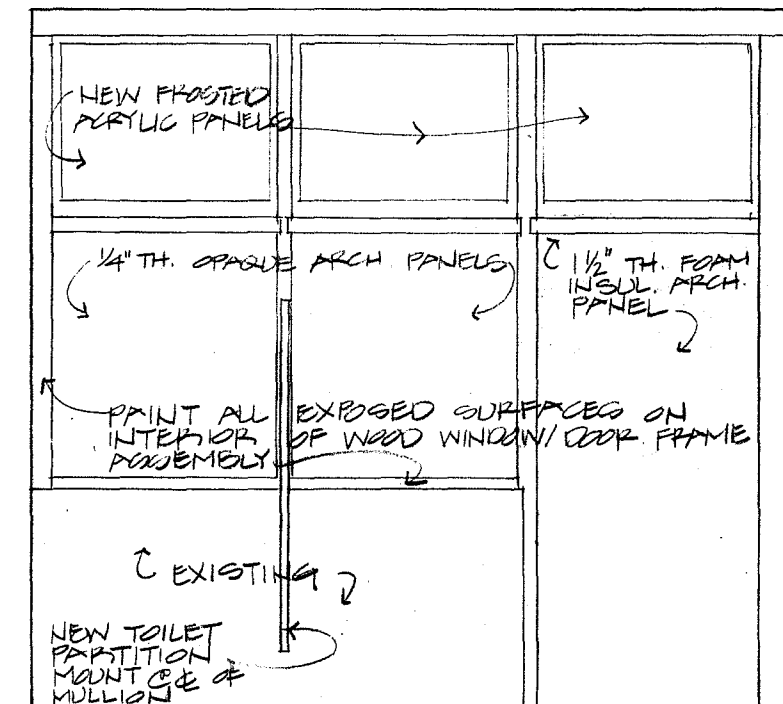 NEW FROSTED
ACRYLIC PANELS
1/4" TH. OPAQUE ARCH PANELS
1 1/2" TH. FOAM
INSUL. ARCH.
PANEL
PAINT ALL EXPOSED SURFACES ON
INTERIOR OF WOOD WINDOW/DOOR FRAME
ASSEMBLY
EXISTING
NEW TOILET
PARTITION
MOUNT @ ℄ OF
MULLION